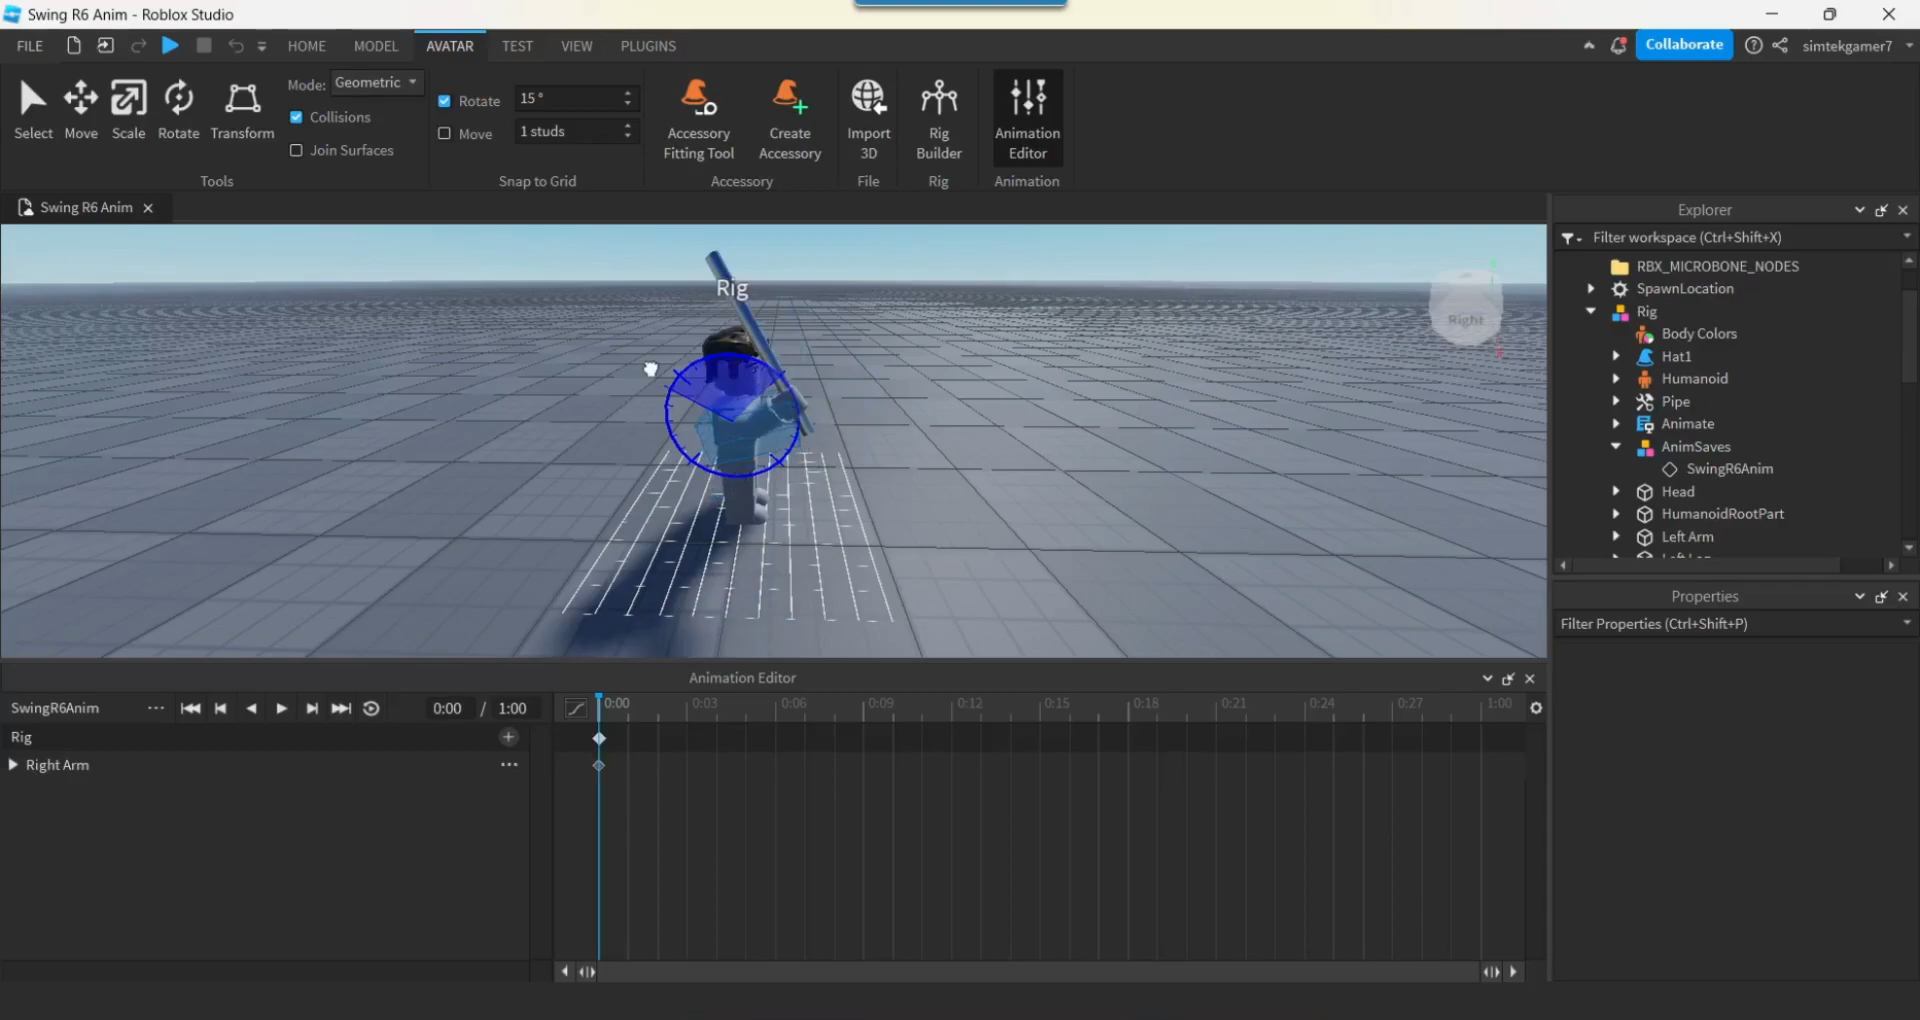 Swing R6 Anim - Roblox Studio
FILE HOME MODEL AVATAR TEST VIEW PLUGINS Collaborate simtekgamer7
Select Move Scale Rotate Transform
Mode: Geometric
Collisions
Join Surfaces
Tools
Rotate 15 °
Move 1 studs
Snap to Grid
Accessory Fitting Tool
Create Accessory
Accessory
Import 3D
File
Rig Builder
Rig
Animation Editor
Animation
Swing R6 Anim
Rig
Right
Explorer
Filter workspace (Ctrl+Shift+X)
RBX_MICROBONE_NODES
SpawnLocation
Rig
Body Colors
Hat1
Humanoid
Pipe
Animate
AnimSaves
SwingR6Anim
Head
HumanoidRootPart
Left Arm
Properties
Filter Properties (Ctrl+Shift+P)
Animation Editor
SwingR6Anim 0:00 / 1:00 0:00 0:03 0:06 0:09 0:12 0:15 0:18 0:21 0:24 0:27 1:00
Rig
Right Arm